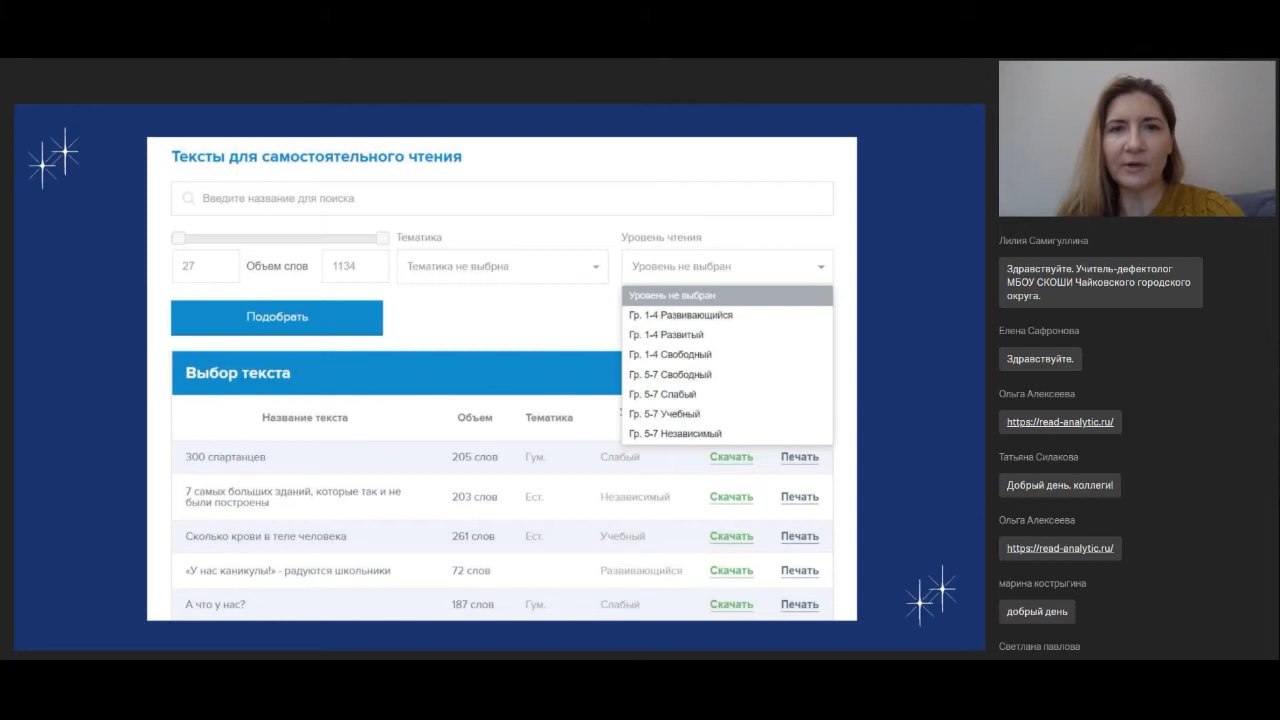 Тексты для самостоятельного чтения
Введите название для поиска
Тематика
Уровень чтения
27
Объем слов
1134
Тематика не выбрна
Уровень не выбран
Уровень не выбран
Гр. 1-4 Развивающийся
Гр. 1-4 Развитый
Гр. 1-4 Свободный
Гр. 5-7 Свободный
Гр. 5-7 Слабый
Гр. 5-7 Учебный
Гр. 5-7 Независимый
Подобрать
Выбор текста
Название текста Объем Тематика
300 спартанцев 205 слов Гум. Слабый Скачать Печать
7 самых больших зданий, которые так и не
были построены
203 слов Ест. Независимый Скачать Печать
Сколько крови в теле человека 261 слов Ест. Учебный Скачать Печать
«У нас каникулы!» - радуются школьники 72 слов Развивающийся Скачать Печать
А что у нас? 187 слов Гум. Слабый Скачать Печать
Лилия Самигуллина
Здравствуйте. Учитель-дефектолог
МБОУ СКОШИ Чайковского городского
округа.
Елена Сафронова
Здравствуйте.
Ольга Алексеева
https://read-analytic.ru/
Татьяна Силакова
Добрый день, коллеги!
Ольга Алексеева
https://read-analytic.ru/
марина кострыгина
добрый день
Светлана павлова